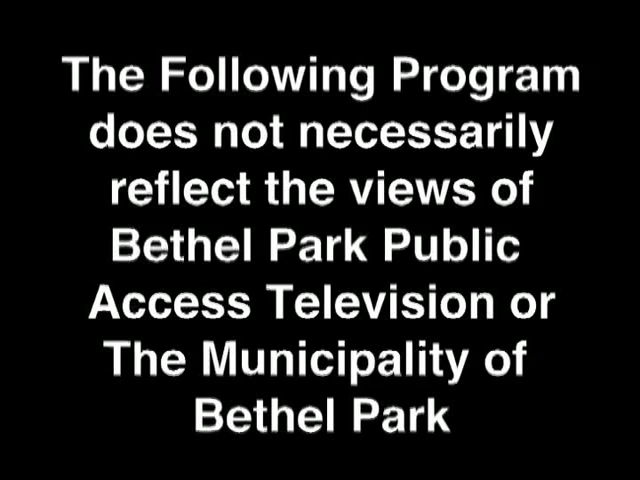 The Following Program
does not necessarily
reflect the views of
Bethel Park Public
Access Television or
The Municipality of
Bethel Park